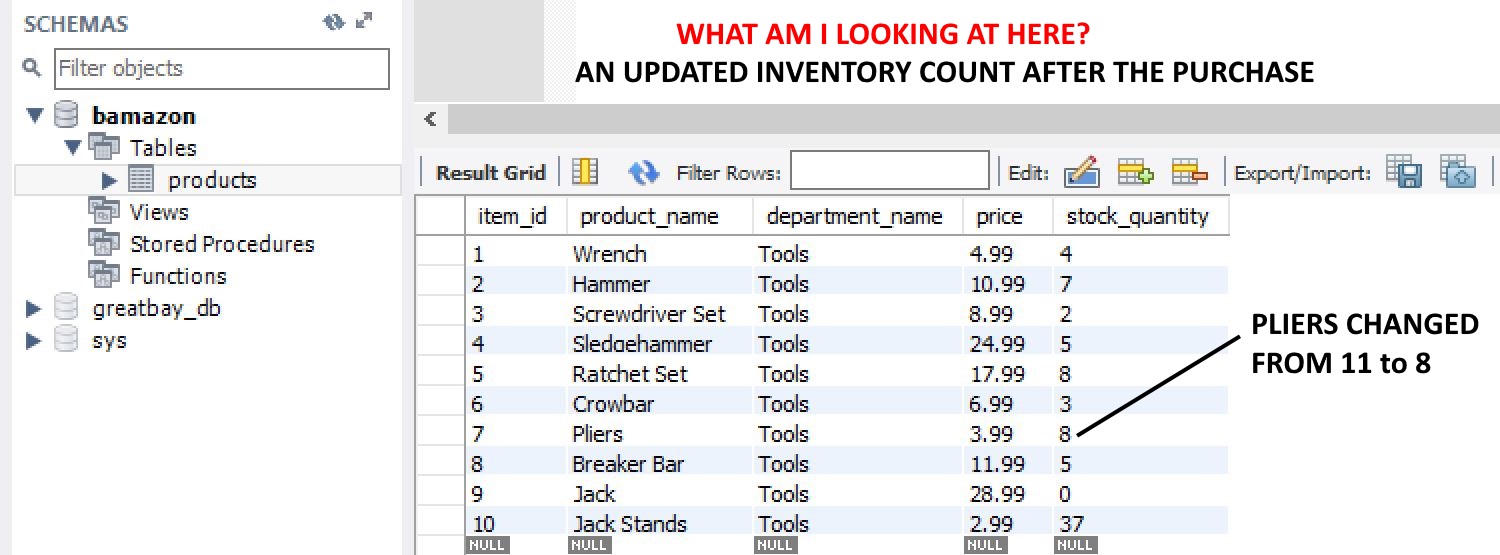 SCHEMAS
Filter objects
bamazon
Tables
products
Views
Stored Procedures
Functions
greatbay_db
sys
WHAT AM I LOOKING AT HERE?
AN UPDATED INVENTORY COUNT AFTER THE PURCHASE
Result Grid Filter Rows: Edit: Export/Import:
item_id product_name department_name price stock_quantity
1 Wrench Tools 4.99 4
2 Hammer Tools 10.99 7
3 Screwdriver Set Tools 8.99 2
4 Sledgehammer Tools 24.99 5
5 Ratchet Set Tools 17.99 8
6 Crowbar Tools 6.99 3
7 Pliers Tools 3.99 8
8 Breaker Bar Tools 11.99 5
9 Jack Tools 28.99 0
10 Jack Stands Tools 2.99 37
NULL NULL NULL NULL NULL
PLIERS CHANGED
FROM 11 to 8